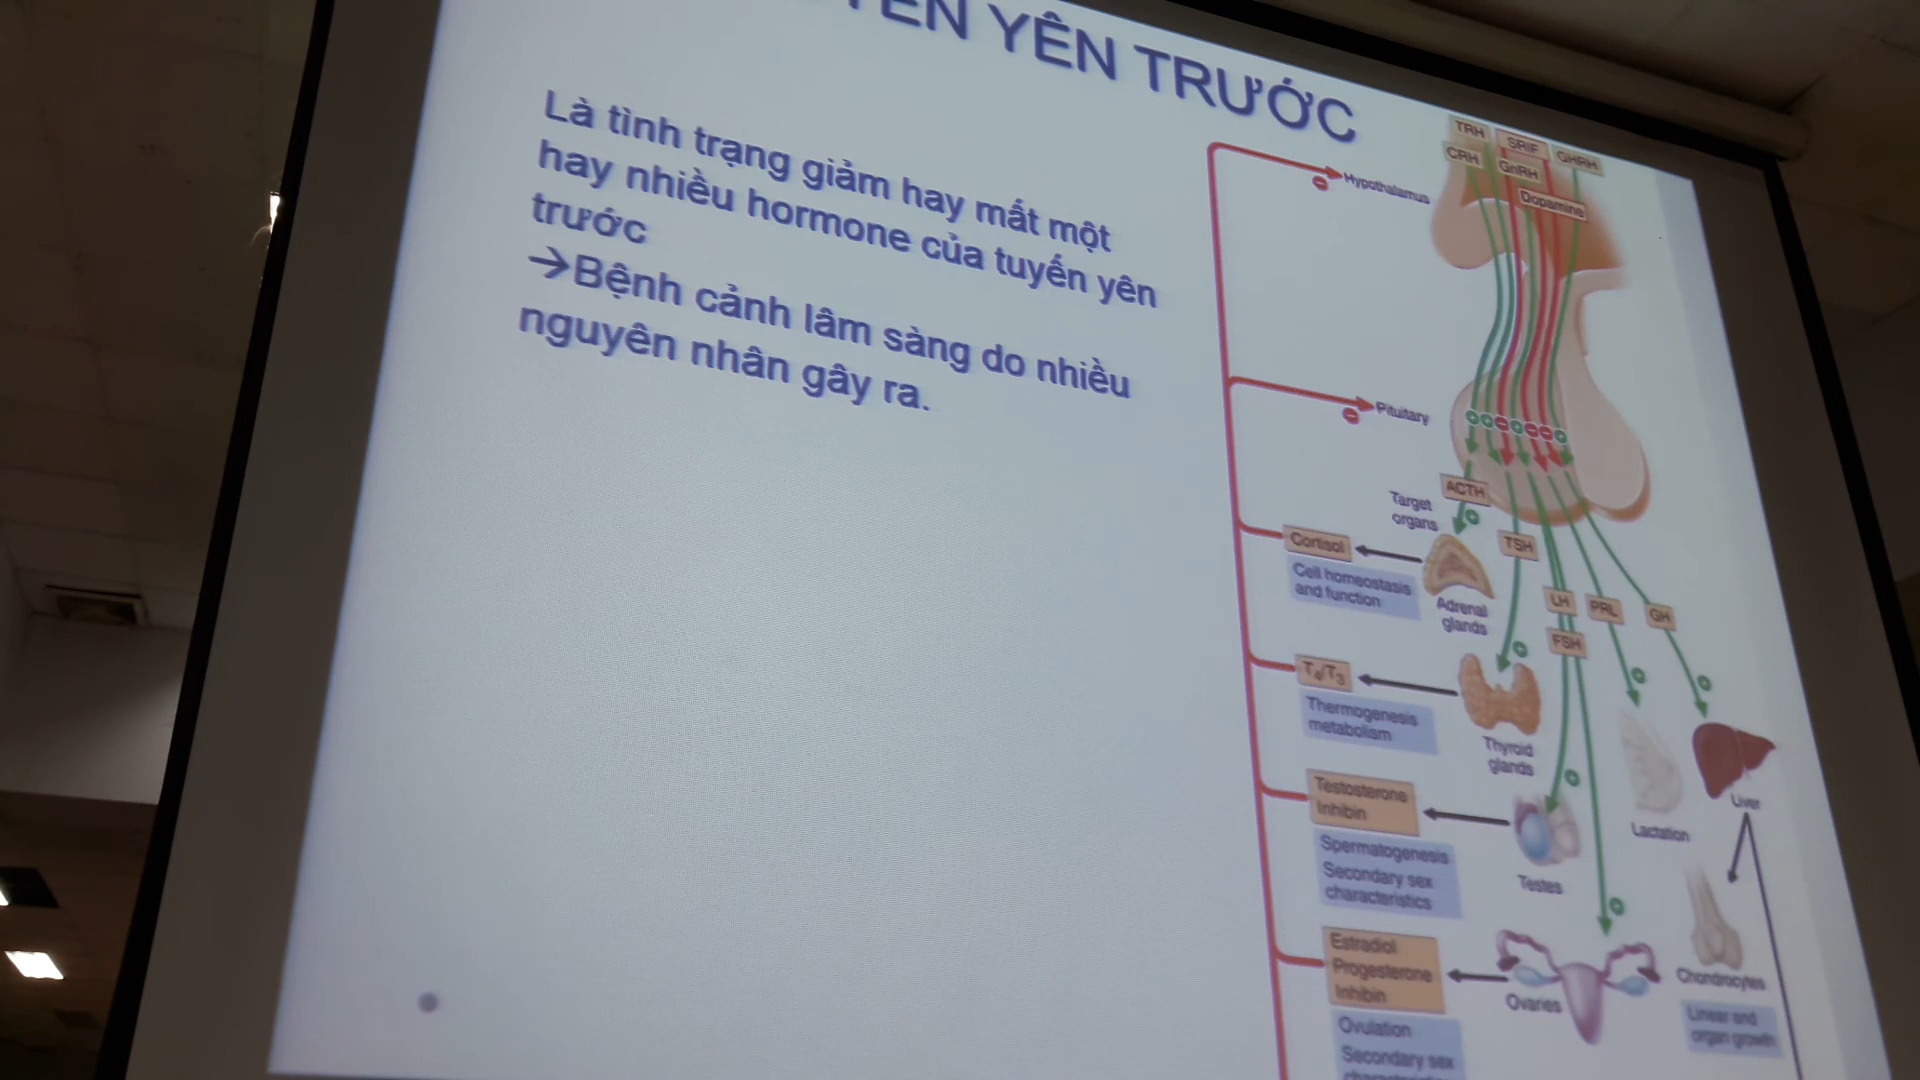 YÊN TRƯỚC
Là tình trạng giảm hay mất một
hay nhiều hormone của tuyến yên
trước
→Bệnh cảnh lâm sàng do nhiều
nguyên nhân gây ra.
TRH
SRIF
GHRH
CRH
GnRH
Dopamine
Hypothalamus
Pituitary
ACTH
Target
organs
TSH
Cortisol
Cell homeostasis
and function
Adrenal
glands
LH
PRL
GH
FSH
T4/T3
Thermogenesis
metabolism
Thyroid
glands
Testosterone
Inhibin
Spermatogenesis
Secondary sex
characteristics
Testes
Lactation
Liver
Estradiol
Progesterone
Inhibin
Ovulation
Secondary sex
Ovaries
Chondrocytes
Linear and
organ growth